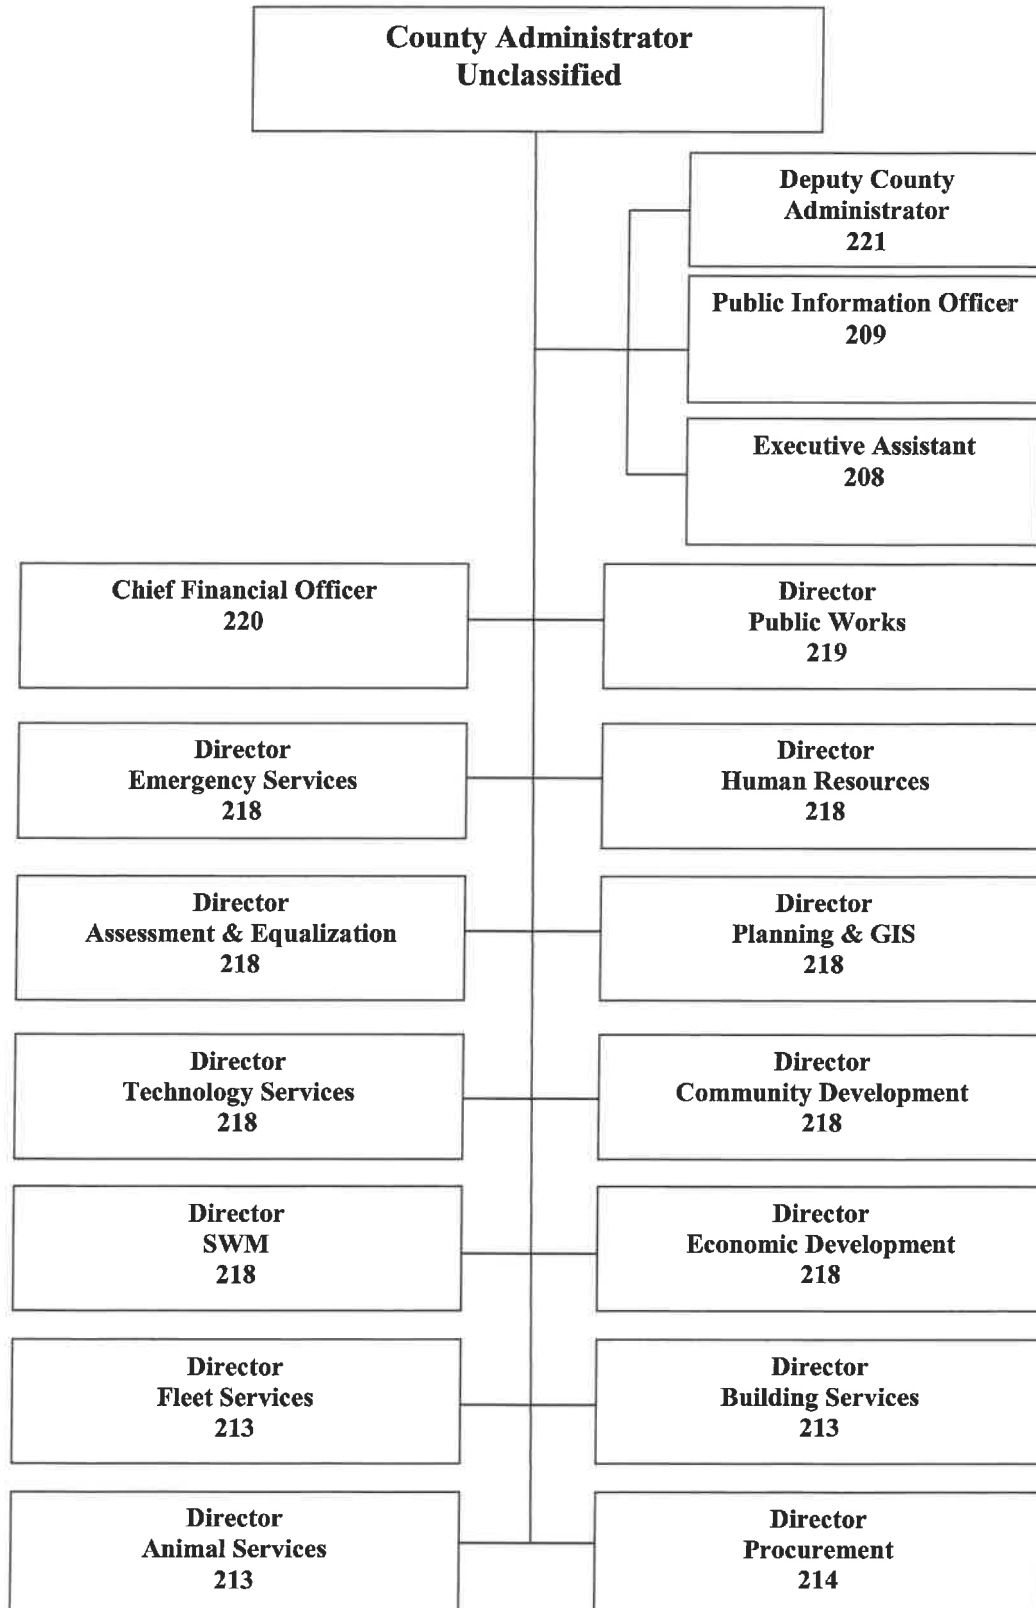 County Administrator
Unclassified
Deputy County
Administrator
221
Public Information Officer
209
Executive Assistant
208
Chief Financial Officer
220
Director
Public Works
219
Director
Emergency Services
218
Director
Human Resources
218
Director
Assessment & Equalization
218
Director
Planning & GIS
218
Director
Technology Services
218
Director
Community Development
218
Director
SWM
218
Director
Economic Development
218
Director
Fleet Services
213
Director
Building Services
213
Director
Animal Services
213
Director
Procurement
214